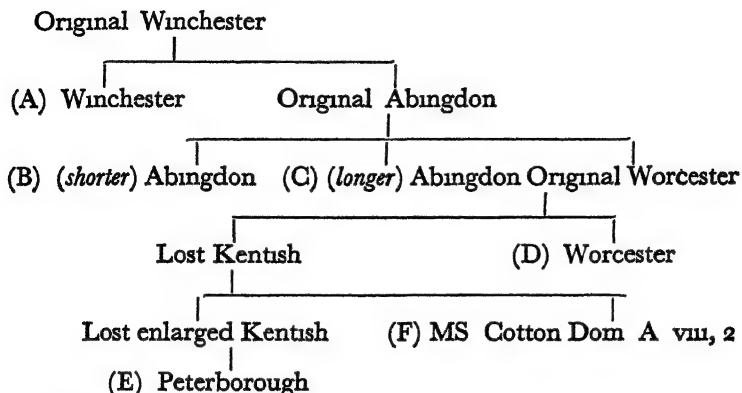 Original Winchester
(A) Winchester Original Abingdon
(B) (shorter) Abingdon (C) (longer) Abingdon Original Worcester
Lost Kentish (D) Worcester
Lost enlarged Kentish (F) MS Cotton Dom A viii, 2
(E) Peterborough